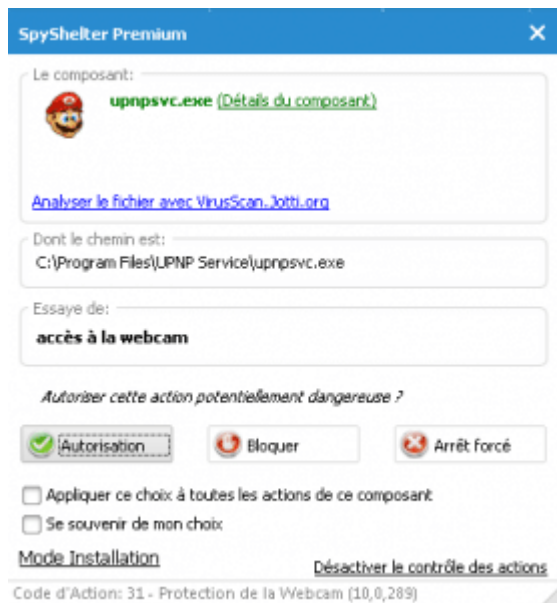 SpyShelter Premium
Le composant:
upnpsvc.exe (Détails du composant)
Analyser le fichier avec VirusScan.Jotti.org
Dont le chemin est:
C:\Program Files\UPNP Service\upnpsvc.exe
Essaye de:
accès à la webcam
Autoriser cette action potentiellement dangereuse ?
Autorisation
Bloquer
Arrêt forcé
Appliquer ce choix à toutes les actions de ce composant
Se souvenir de mon choix
Mode Installation
Désactiver le contrôle des actions
Code d'Action: 31 - Protection de la Webcam (10,0,289)